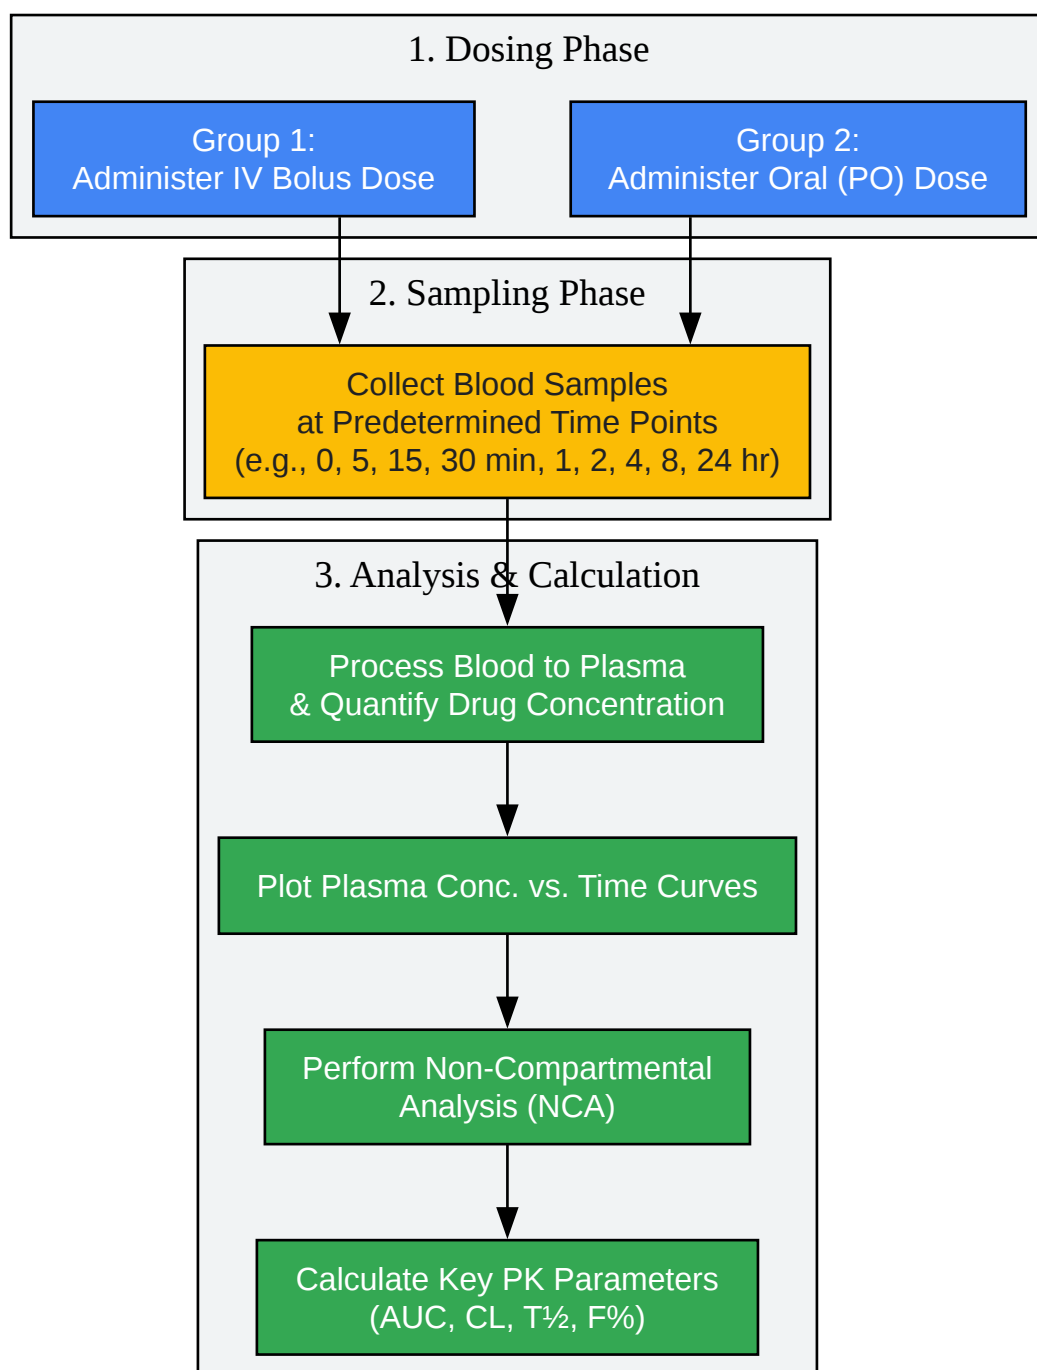 1. Dosing Phase
Group 1:
Administer IV Bolus Dose
Group 2:
Administer Oral (PO) Dose
2. Sampling Phase
Collect Blood Samples
at Predetermined Time Points
(e.g., 0, 5, 15, 30 min, 1, 2, 4, 8, 24 hr)
3. Analysis & Calculation
Process Blood to Plasma
& Quantify Drug Concentration
Plot Plasma Conc. vs. Time Curves
Perform Non-Compartmental
Analysis (NCA)
Calculate Key PK Parameters
(AUC, CL, T½, F%)